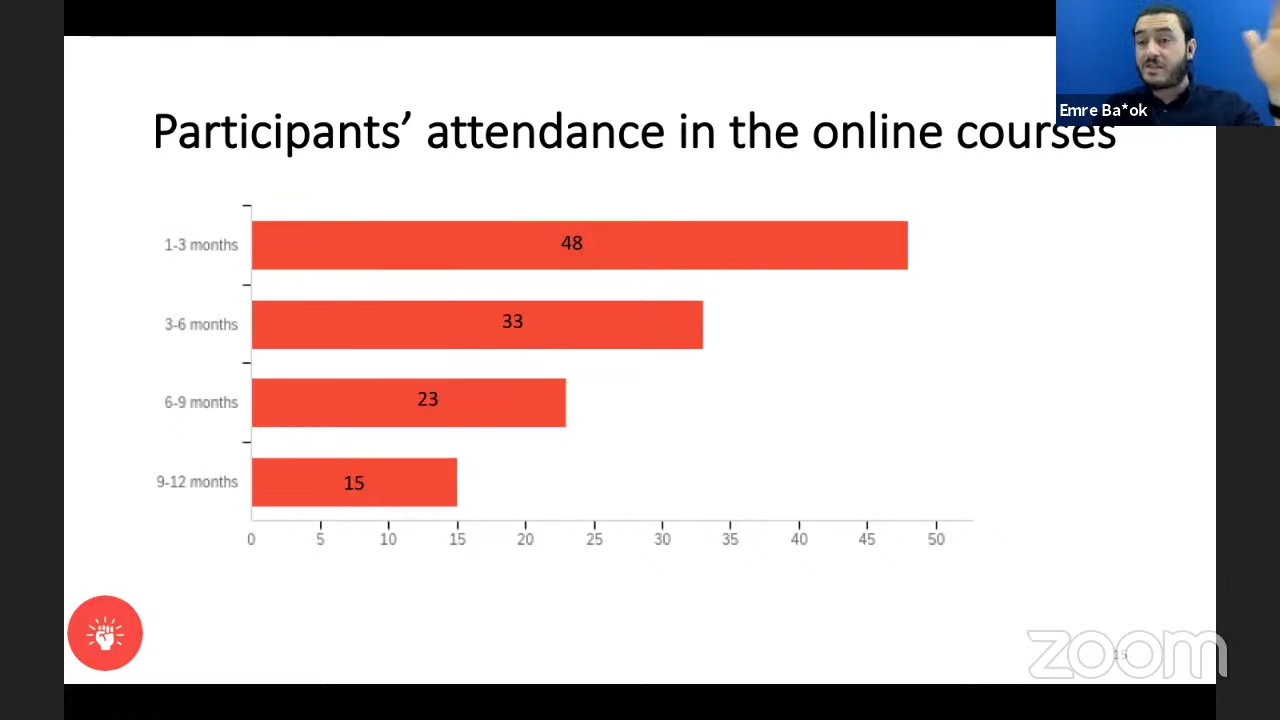 Emre Ba*ok
Participants’ attendance in the online courses
1-3 months
48
3-6 months
33
6-9 months
23
9-12 months
15
0 5 10 15 20 25 30 35 40 45 50
zoom
15